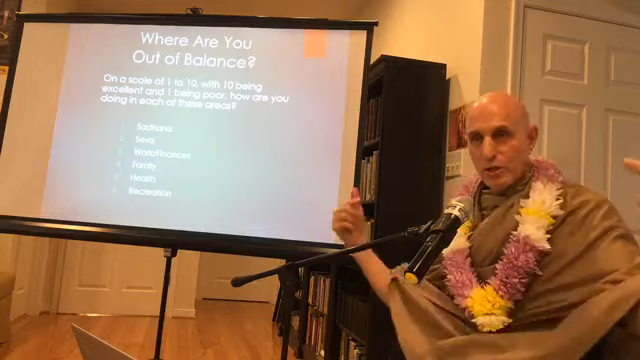 Where Are You
Out of Balance?
On a scale of 1 to 10, with 10 being
excellent and 1 being poor, how are you
doing in each of these areas?
Sadhana
Seva
Work/Finances
Family
Health
Recreation